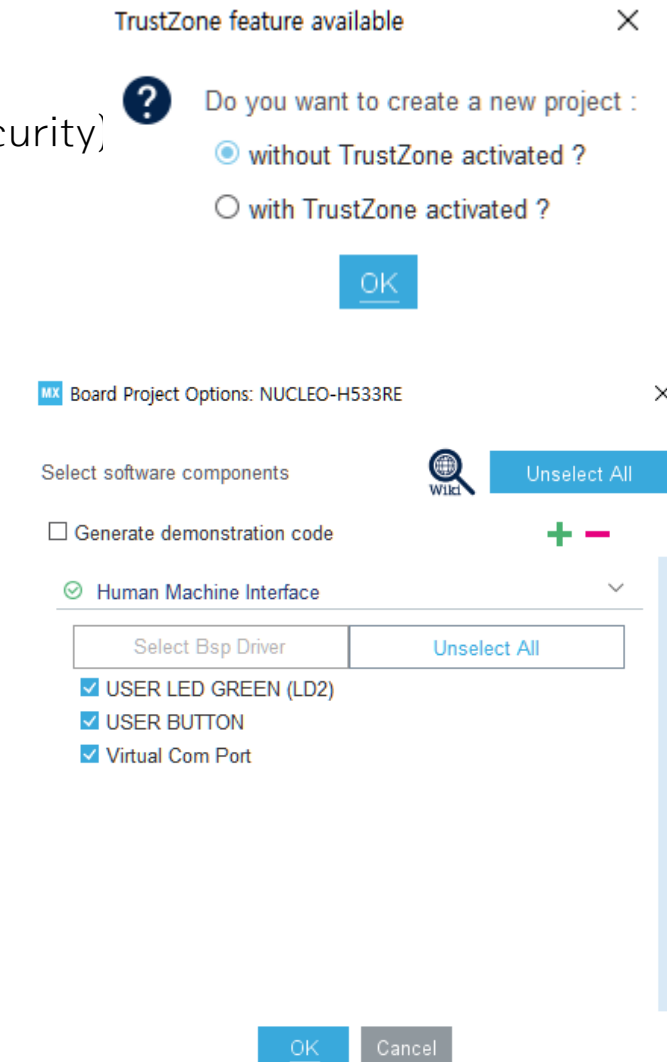 TrustZone feature available
curity)
? Do you want to create a new project :
without TrustZone activated ?
with TrustZone activated ?
OK
MX Board Project Options: NUCLEO-H533RE
Select software components
Wiki
Unselect All
Generate demonstration code
Human Machine Interface
Select Bsp Driver
Unselect All
USER LED GREEN (LD2)
USER BUTTON
Virtual Com Port
OK
Cancel